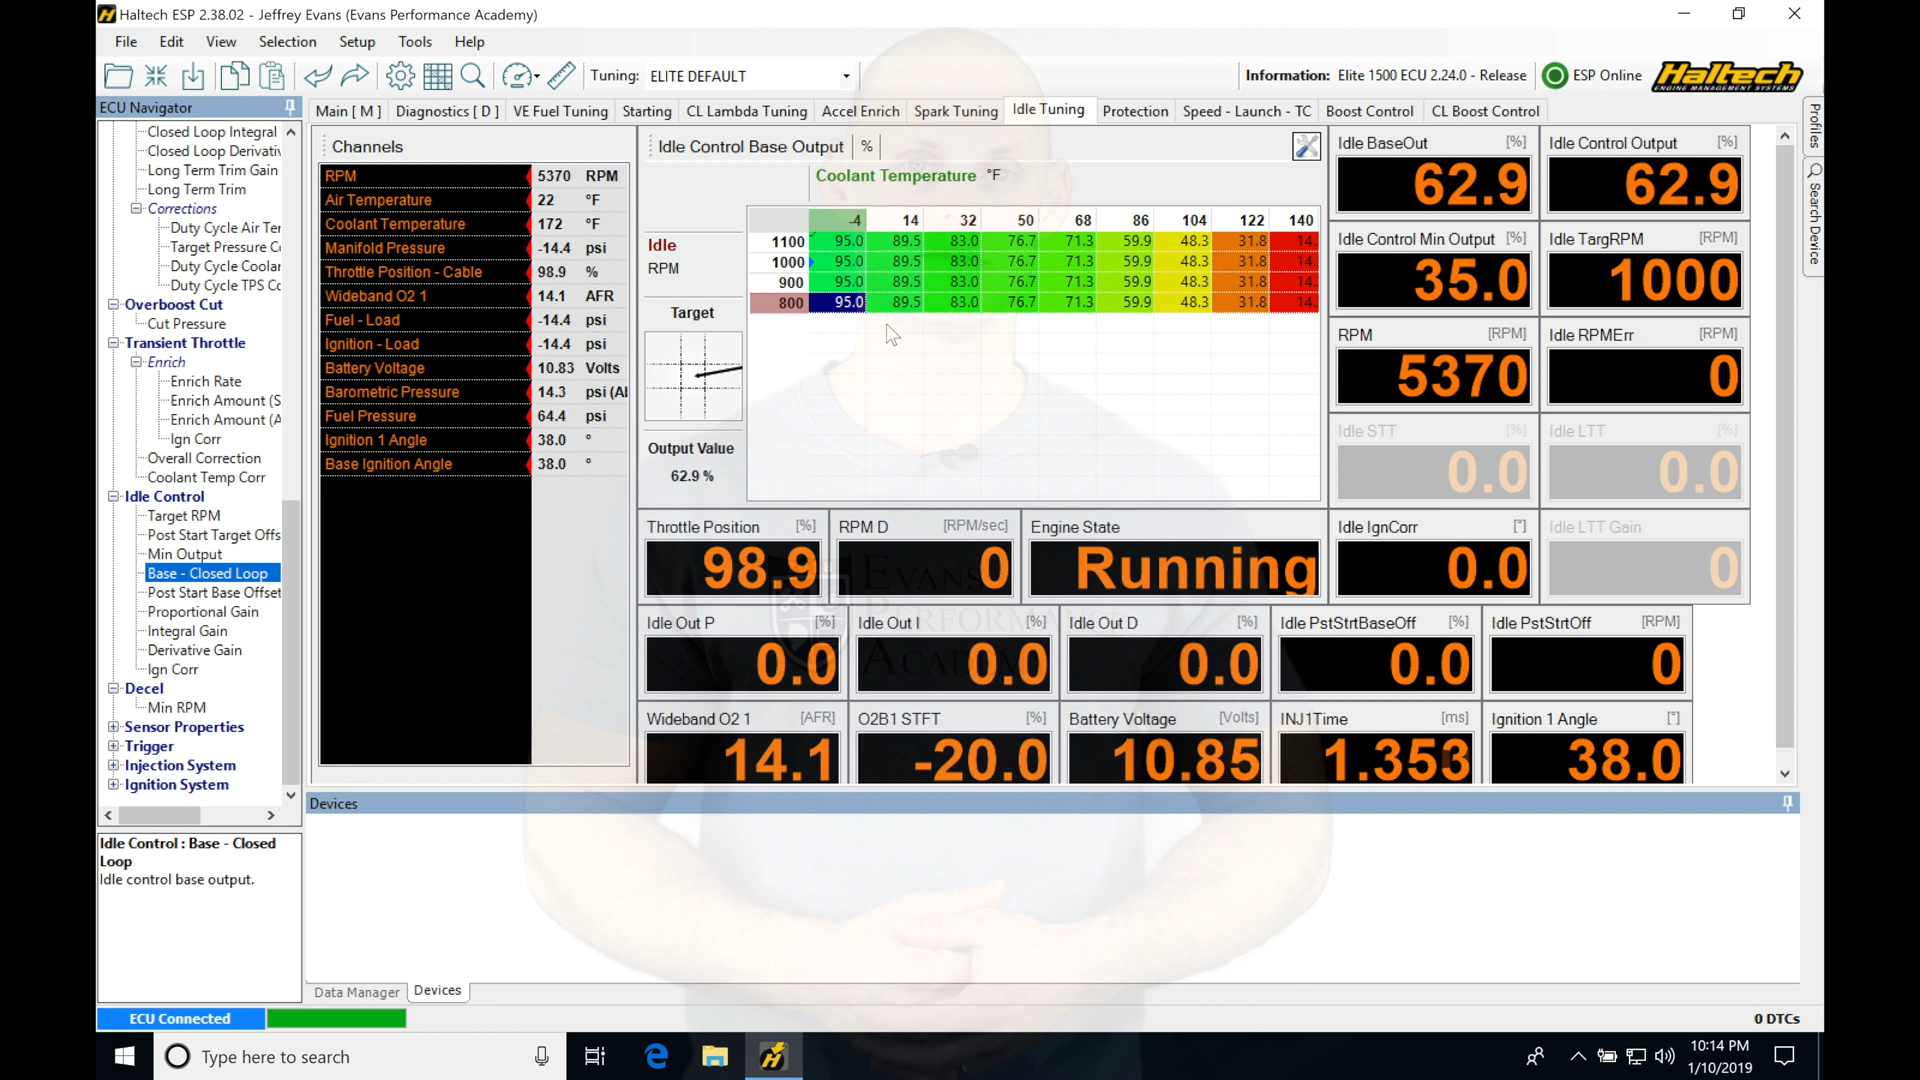 Haltech ESP 2.38.02 - Jeffrey Evans (Evans Performance Academy)
File Edit View Selection Setup Tools Help
Tuning: ELITE DEFAULT
Information: Elite 1500 ECU 2.24.0 - Release ESP Online Haltech
ENGINE MANAGEMENT SYSTEMS
ECU Navigator
Main [ M ] Diagnostics [ D ] VE Fuel Tuning Starting CL Lambda Tuning Accel Enrich Spark Tuning Idle Tuning Protection Speed - Launch - TC Boost Control CL Boost Control
Profiles
Search Device
Closed Loop Integral
Closed Loop Derivativ
Long Term Trim Gain
Long Term Trim
Corrections
Duty Cycle Air Ter
Target Pressure C
Duty Cycle Coolar
Duty Cycle TPS Co
Overboost Cut
Cut Pressure
Transient Throttle
Enrich
Enrich Rate
Enrich Amount (S
Enrich Amount (A
Ign Corr
Overall Correction
Coolant Temp Corr
Idle Control
Target RPM
Post Start Target Offs
Min Output
Base - Closed Loop
Post Start Base Offset
Proportional Gain
Integral Gain
Derivative Gain
Ign Corr
Decel
Min RPM
Sensor Properties
Trigger
Injection System
Ignition System
Idle Control : Base - Closed
Loop
Idle control base output.
Channels
RPM 5370 RPM
Air Temperature 22 °F
Coolant Temperature 172 °F
Manifold Pressure -14.4 psi
Throttle Position - Cable 98.9 %
Wideband O2 1 14.1 AFR
Fuel - Load -14.4 psi
Ignition - Load -14.4 psi
Battery Voltage 10.83 Volts
Barometric Pressure 14.3 psi (Al
Fuel Pressure 64.4 psi
Ignition 1 Angle 38.0 °
Base Ignition Angle 38.0 °
Idle Control Base Output %
Coolant Temperature °F
-4 14 32 50 68 86 104 122 140
Idle
RPM
1100 95.0 89.5 83.0 76.7 71.3 59.9 48.3 31.8 14.
1000 95.0 89.5 83.0 76.7 71.3 59.9 48.3 31.8 14.
900 95.0 89.5 83.0 76.7 71.3 59.9 48.3 31.8 14.
800 95.0 89.5 83.0 76.7 71.3 59.9 48.3 31.8 14.
Target
Output Value
62.9 %
Idle BaseOut [%] 62.9
Idle Control Output [%] 62.9
Idle Control Min Output [%] 35.0
Idle TargRPM [RPM] 1000
RPM [RPM] 5370
Idle RPMErr [RPM] 0
Idle STT [%] 0.0
Idle LTT [%] 0.0
Throttle Position [%] 98.9
RPM D [RPM/sec] 0
Engine State Running
Idle IgnCorr [°] 0.0
Idle LTT Gain 0
EVANS
PERFORMANCE
ACADEMY
Idle Out P [%] 0.0
Idle Out I [%] 0.0
Idle Out D [%] 0.0
Idle PstStrtBaseOff [%] 0.0
Idle PstStrtOff [RPM] 0
Wideband O2 1 [AFR] 14.1
O2B1 STFT [%] -20.0
Battery Voltage [Volts] 10.85
INJ1Time [ms] 1.353
Ignition 1 Angle [°] 38.0
Devices
Data Manager Devices
ECU Connected
0 DTCs
Type here to search
10:14 PM
1/10/2019